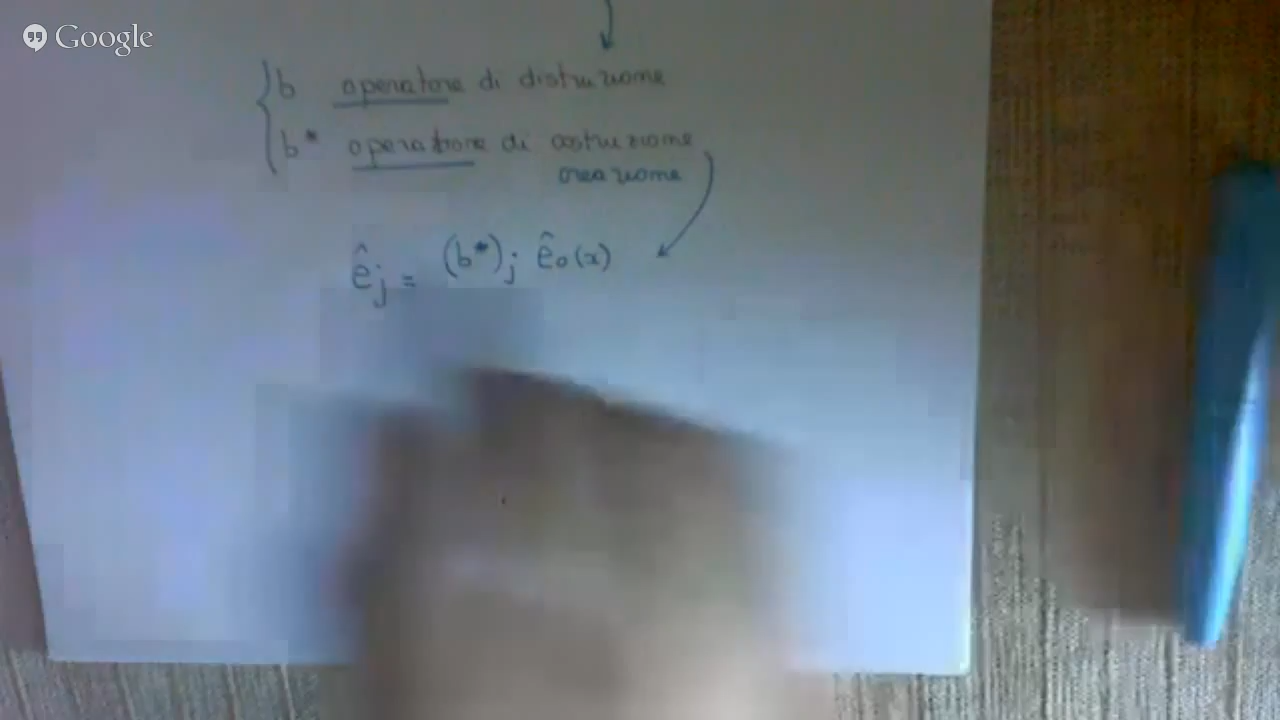 Google
b operatore di distruzione
b* operatore di costruzione
creazione
ê_j = (b*)_j ê_0(x)